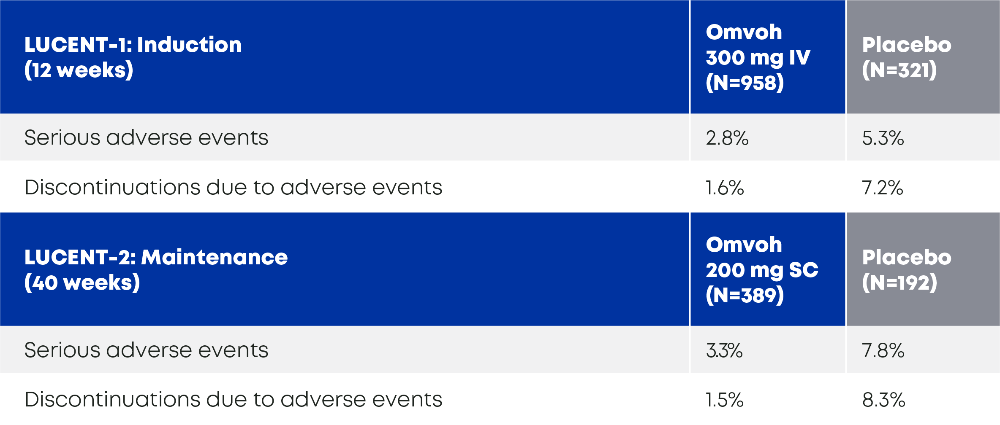 LUCENT-1: Induction
(12 weeks)
Omvoh
300 mg IV
(N=958)
Placebo
(N=321)
Serious adverse events 2.8% 5.3%
Discontinuations due to adverse events 1.6% 7.2%
LUCENT-2: Maintenance
(40 weeks)
Omvoh
200 mg SC
(N=389)
Placebo
(N=192)
Serious adverse events 3.3% 7.8%
Discontinuations due to adverse events 1.5% 8.3%